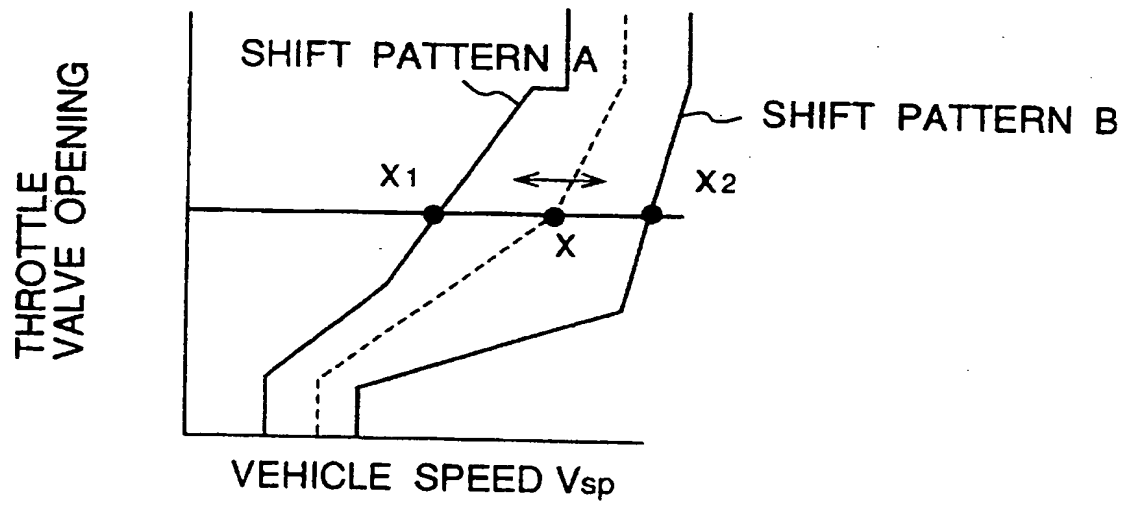 SHIFT PATTERN A
SHIFT PATTERN B
X1
X2
X
THROTTLE
VALVE OPENING
VEHICLE SPEED Vsp